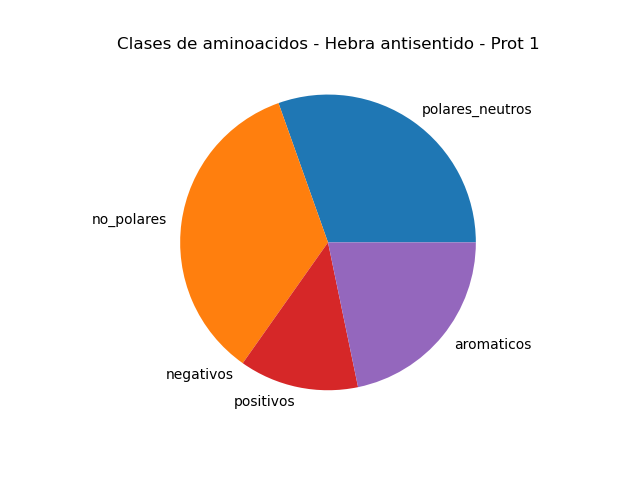 Clases de aminoacidos - Hebra antisentido - Prot 1
polares_neutros
no_polares
negativos
positivos
aromaticos